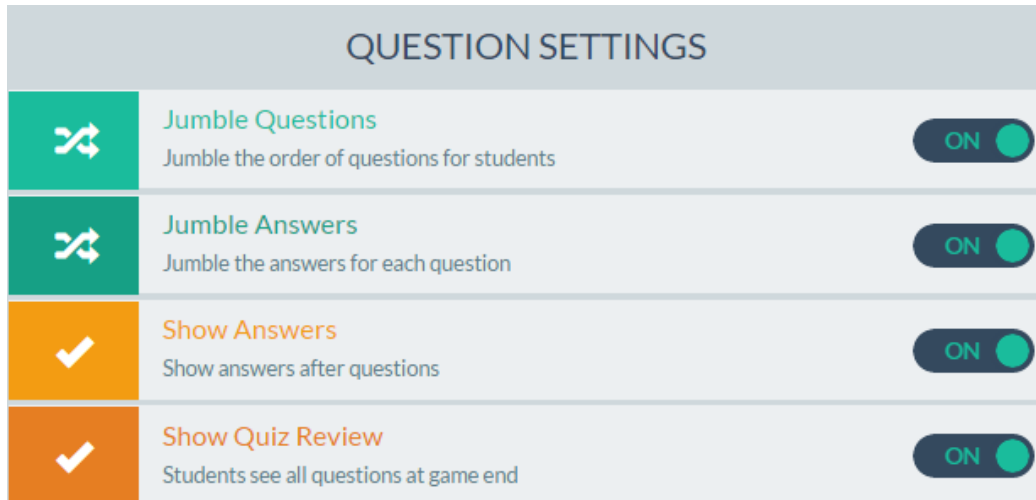 QUESTION SETTINGS
Jumble Questions
Jumble the order of questions for students
ON
Jumble Answers
Jumble the answers for each question
ON
Show Answers
Show answers after questions
ON
Show Quiz Review
Students see all questions at game end
ON